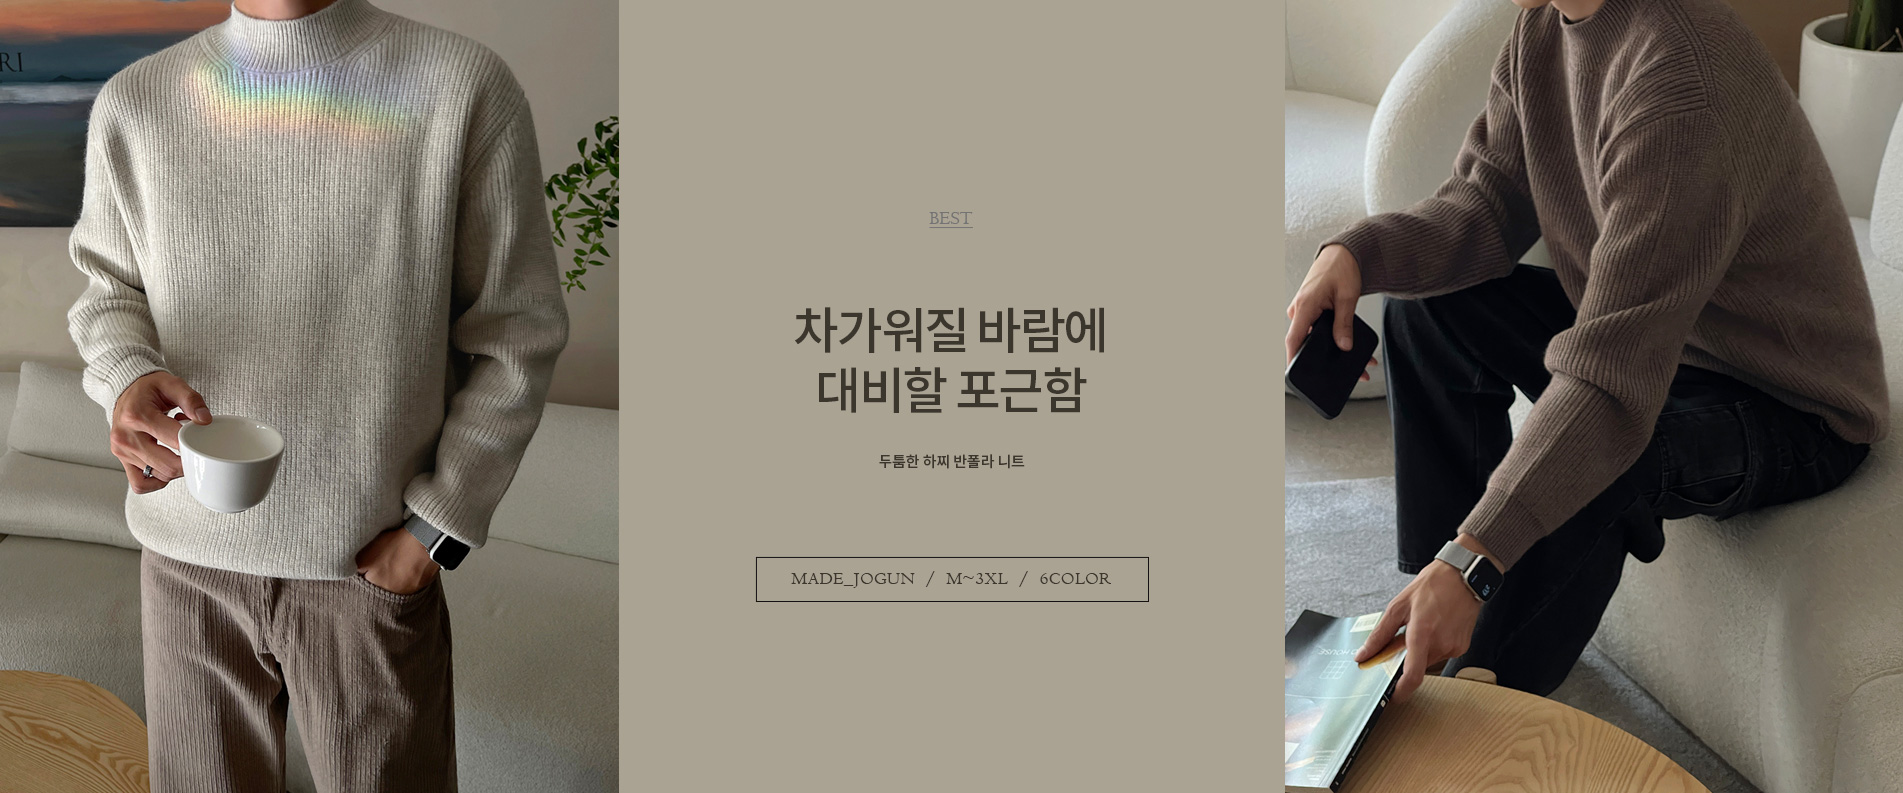 RI
BEST
차가워질 바람에
대비할 포근함
두툼한 하찌 반폴라 니트
MADE_JOGUN / M~3XL / 6COLOR